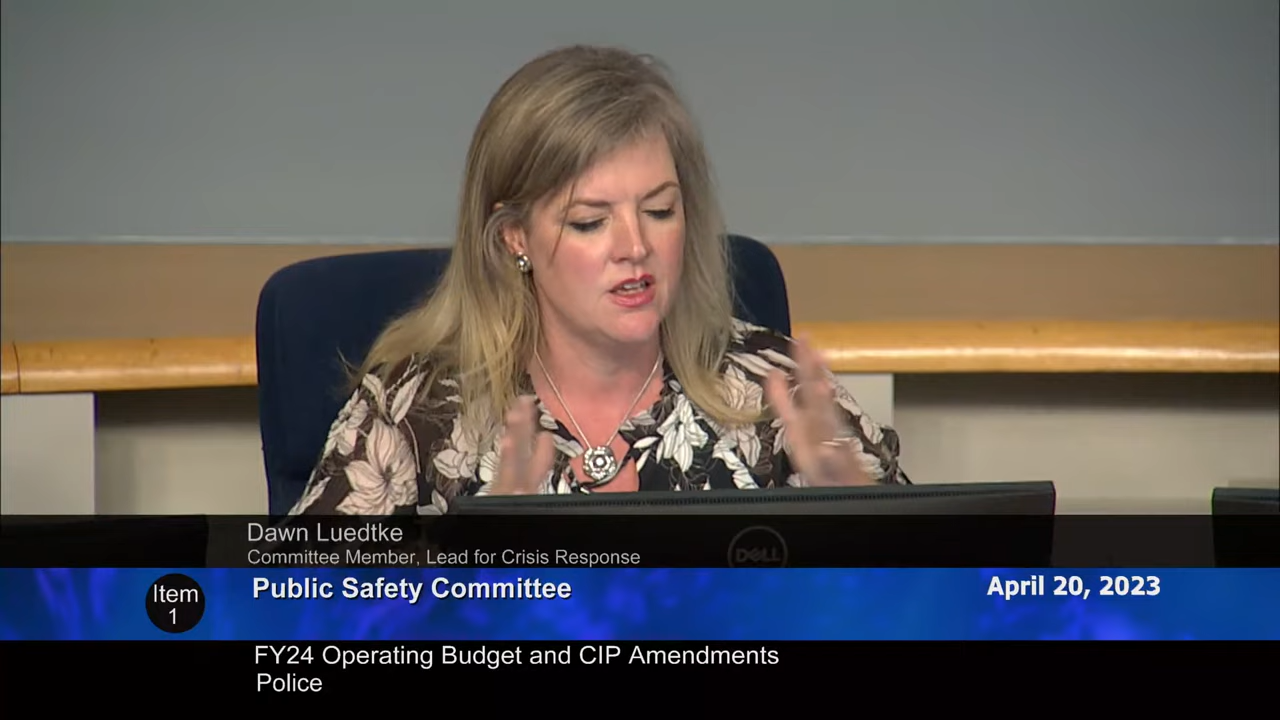 DELL
Dawn Luedtke
Committee Member, Lead for Crisis Response
Item
1
Public Safety Committee
April 20, 2023
FY24 Operating Budget and CIP Amendments
Police